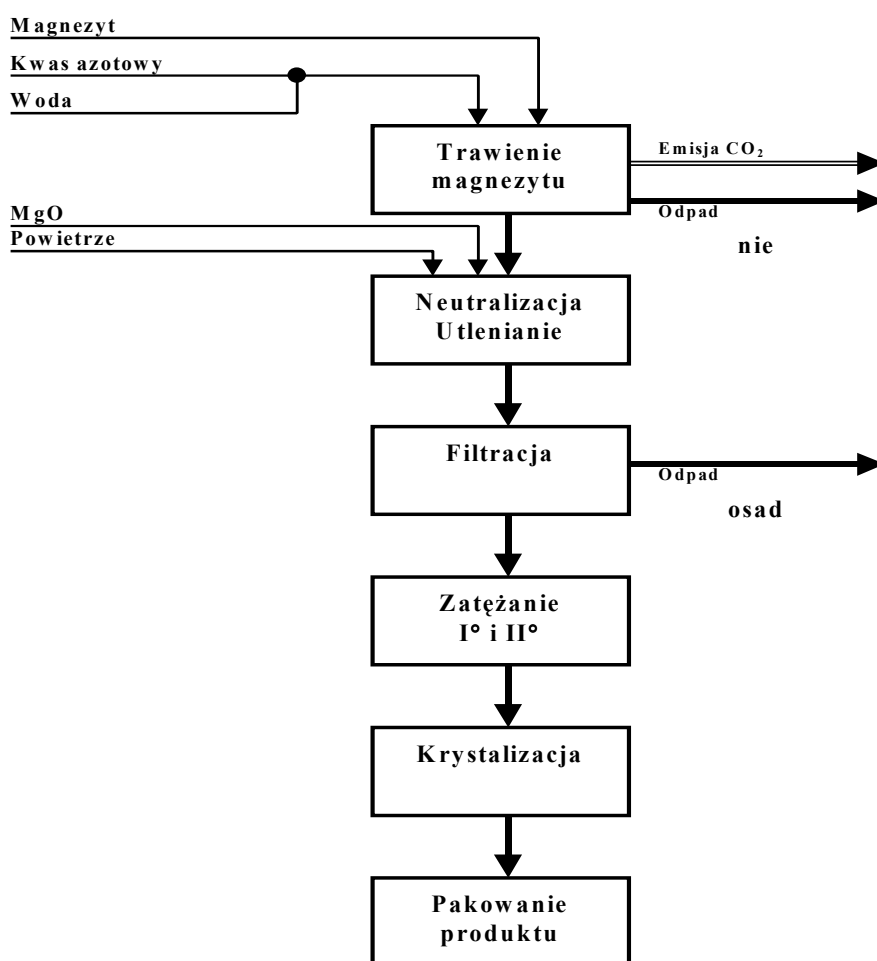 Magnezyt
Kwas azotowy
Woda
Trawienie
magnezytu
Emisja CO₂
Odpad
nie
MgO
Powietrze
Neutralizacja
Utlenianie
Filtracja
Odpad
osad
Zatężanie
I° i II°
Krystalizacja
Pakowanie
produktu